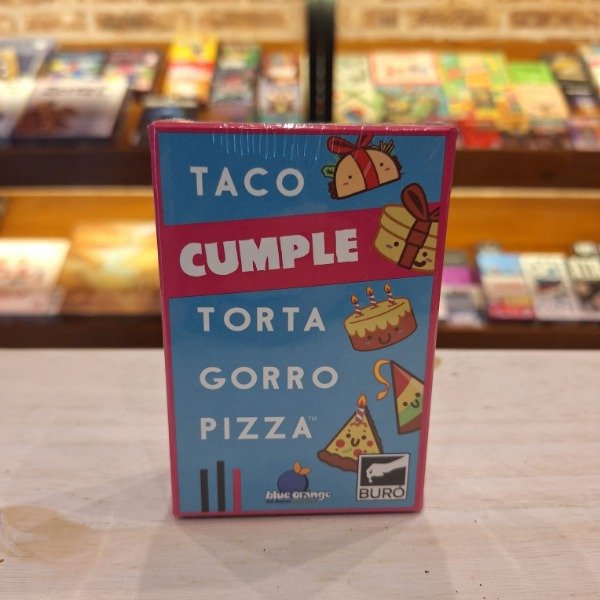 TACO
CUMPLE
TORTA
GORRO
PIZZA™
blue orange
BURÓ